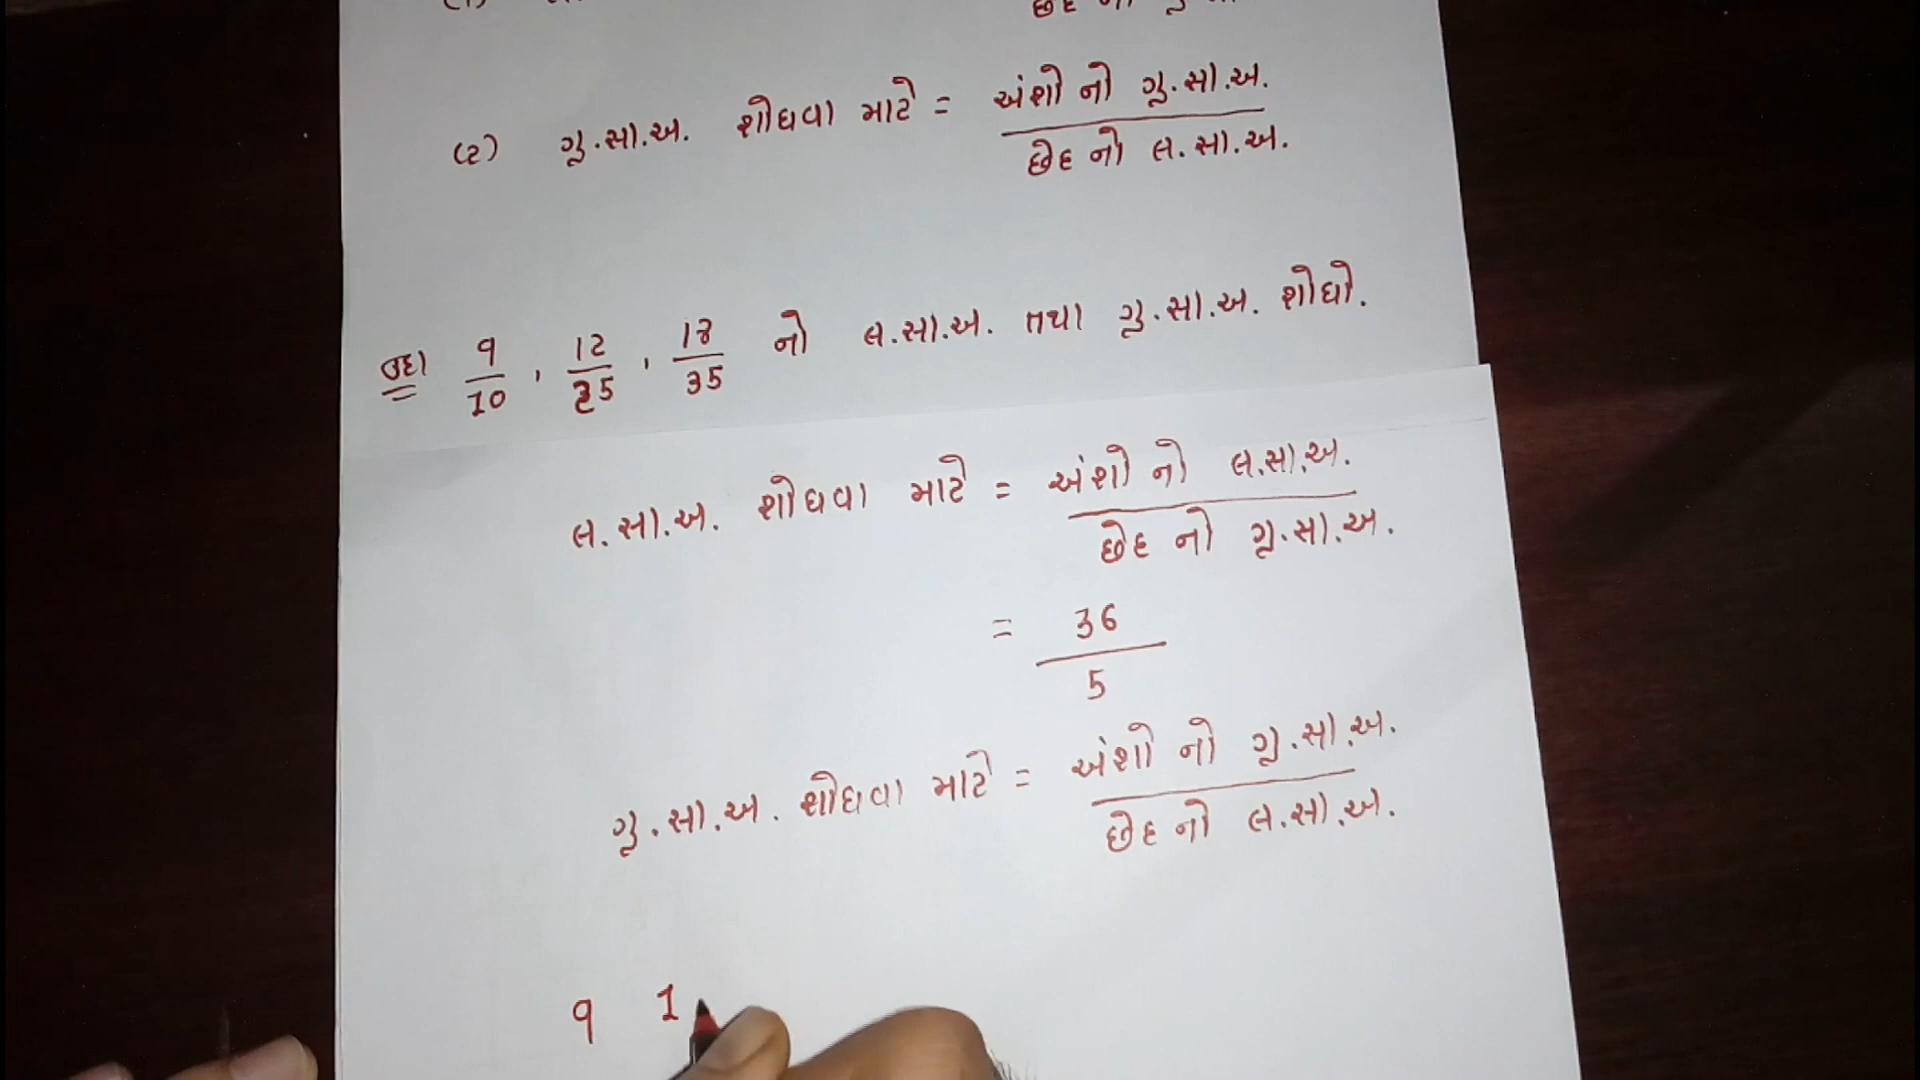 (૨) ગુ.સા.અ. શોધવા માટે = અંશો નો ગુ.સા.અ.
છેદ નો લ.સા.અ.
ઉદા 9/10 , 12/25 , 18/35 નો લ.સા.અ. તથા ગુ.સા.અ. શોધો.
લ.સા.અ. શોધવા માટે = અંશો નો લ.સા.અ.
છેદ નો ગુ.સા.અ.
= 36
5
ગુ.સા.અ. શોધવા માટે = અંશો નો ગુ.સા.અ.
છેદ નો લ.સા.અ.
9 1